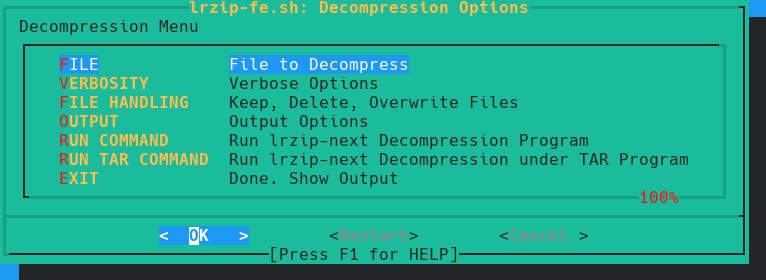 lrzip-fe.sh: Decompression Options
Decompression Menu
FILE File to Decompress
VERBOSITY Verbose Options
FILE HANDLING Keep, Delete, Overwrite Files
OUTPUT Output Options
RUN COMMAND Run lrzip-next Decompression Program
RUN TAR COMMAND Run lrzip-next Decompression under TAR Program
EXIT Done. Show Output
100%
< OK > <Restart> <Cancel >
[Press F1 for HELP]